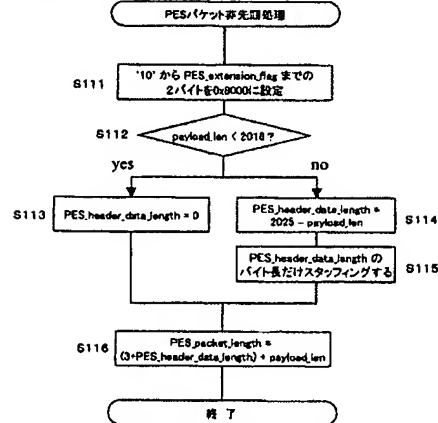 PESパケット非先頭処理
S111
'10' から PES_extension_flag までの
2バイトを0x8000に設定
S112
payload_len < 2018 ?
yes
no
S113
PES_header_data_length = 0
PES_header_data_length =
2025 - payload_len
S114
PES_header_data_length の
バイト長だけスタッフィングする
S115
S116
PES_packet_length =
(3+PES_header_data_length) + payload_len
終 了